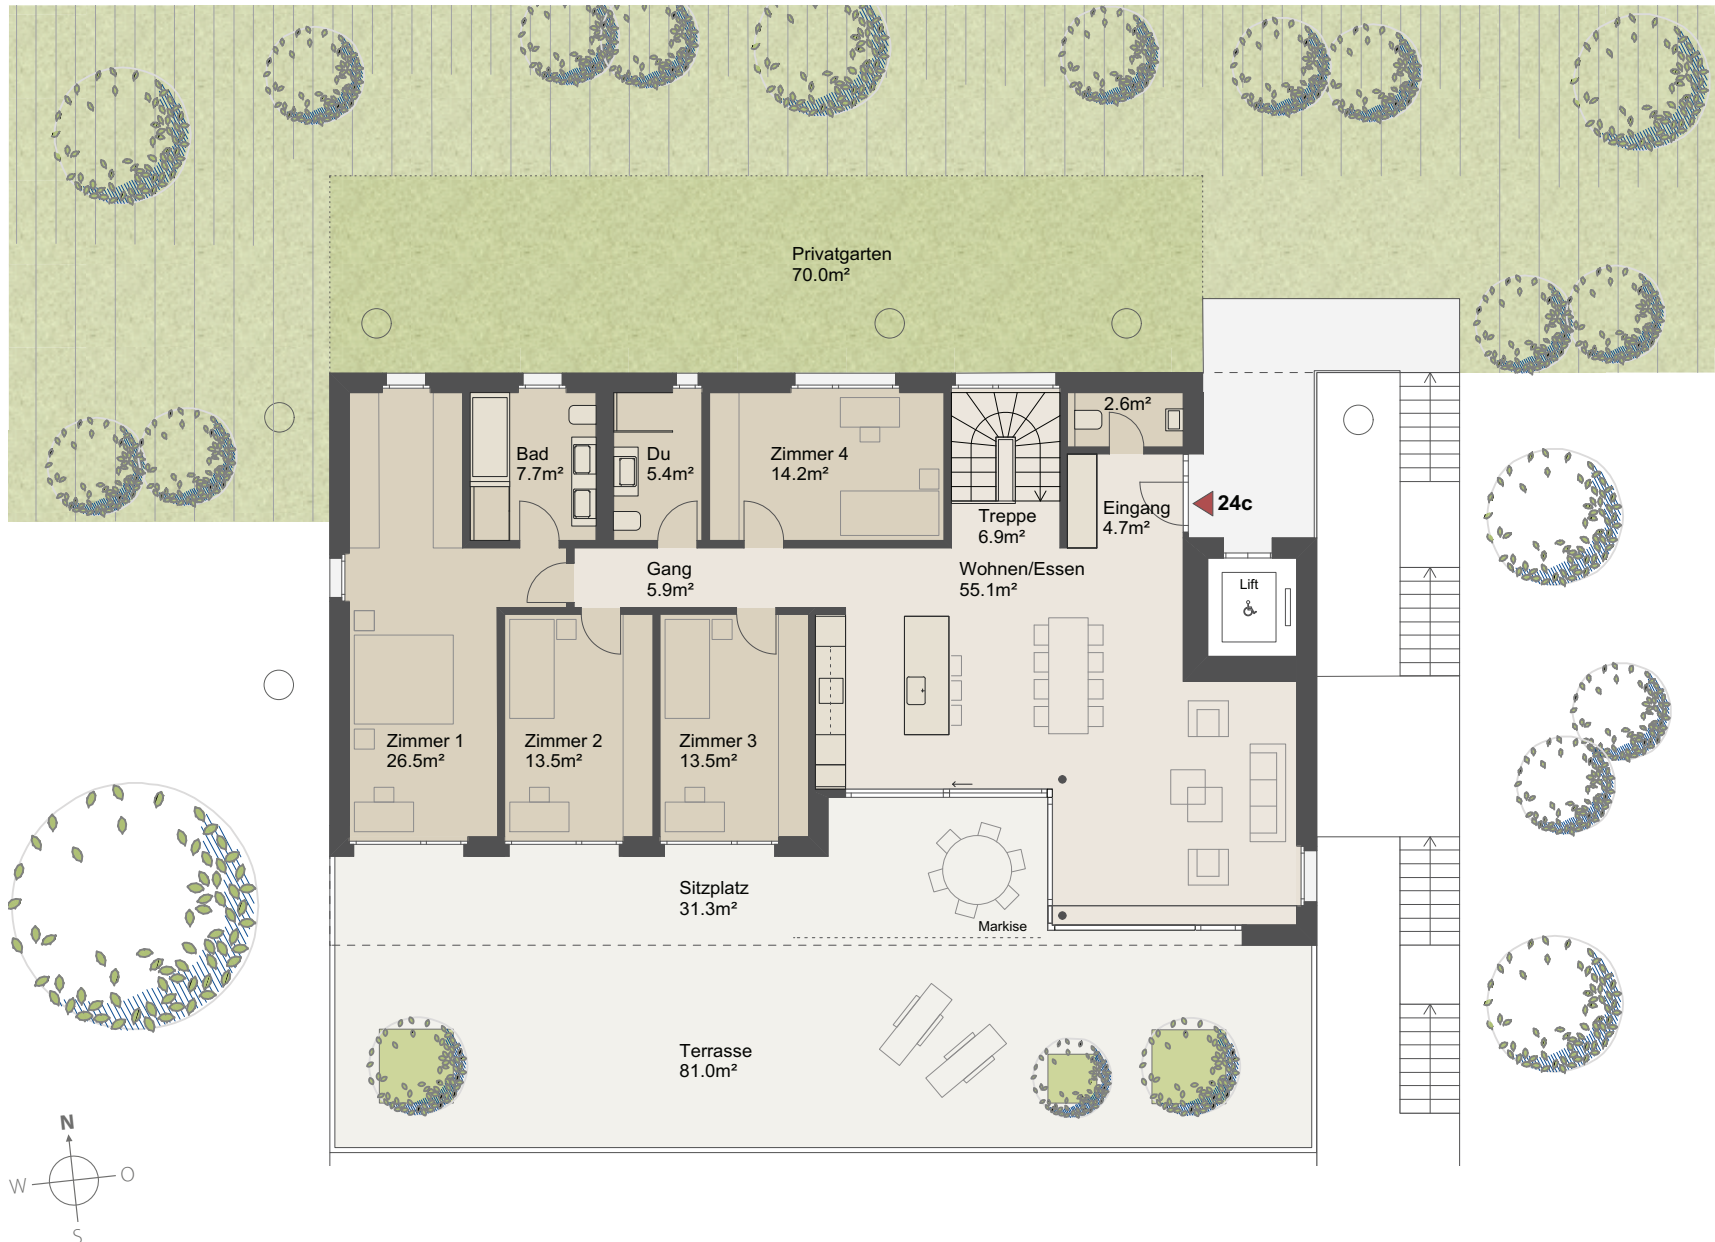 Privatgarten
70.0m²
2.6m²
Bad
7.7m²
Du
5.4m²
Zimmer 4
14.2m²
Treppe
6.9m²
Eingang
4.7m²
24c
Gang
5.9m²
Wohnen/Essen
55.1m²
Lift
Zimmer 1
26.5m²
Zimmer 2
13.5m²
Zimmer 3
13.5m²
Sitzplatz
31.3m²
Markise
Terrasse
81.0m²
N
W
O
S